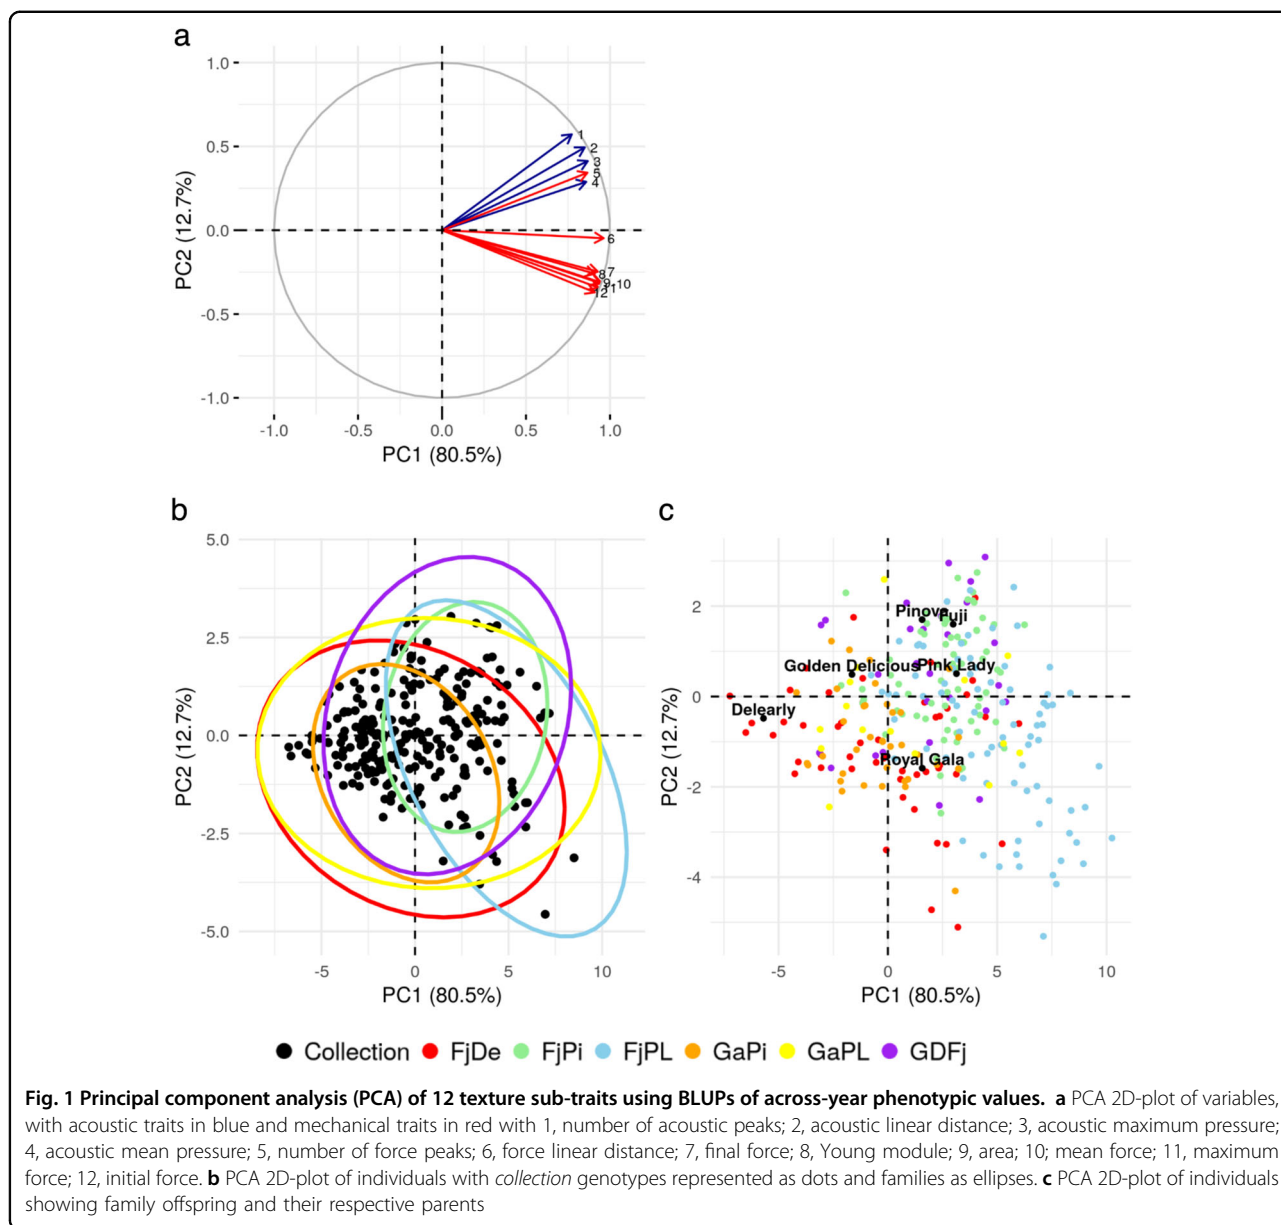 a
1.0
0.5
0.0
-0.5
-1.0
PC2 (12.7%)
1
2
3
5
4
6
7
8
9
10
11
12
-1.0 -0.5 0.0 0.5 1.0
PC1 (80.5%)
b
5.0
2.5
0.0
-2.5
-5.0
PC2 (12.7%)
-5 0 5 10
PC1 (80.5%)
c
2
0
-2
-4
PC2 (12.7%)
Pinova Fuji
Golden Delicious Pink Lady
Delearly
Royal Gala
-5 0 5 10
PC1 (80.5%)
Collection FjDe FjPi FjPL GaPi GaPL GDFj
Fig. 1 Principal component analysis (PCA) of 12 texture sub-traits using BLUPs of across-year phenotypic values. a PCA 2D-plot of variables,
with acoustic traits in blue and mechanical traits in red with 1, number of acoustic peaks; 2, acoustic linear distance; 3, acoustic maximum pressure;
4, acoustic mean pressure; 5, number of force peaks; 6, force linear distance; 7, final force; 8, Young module; 9, area; 10; mean force; 11, maximum
force; 12, initial force. b PCA 2D-plot of individuals with collection genotypes represented as dots and families as ellipses. c PCA 2D-plot of individuals
showing family offspring and their respective parents